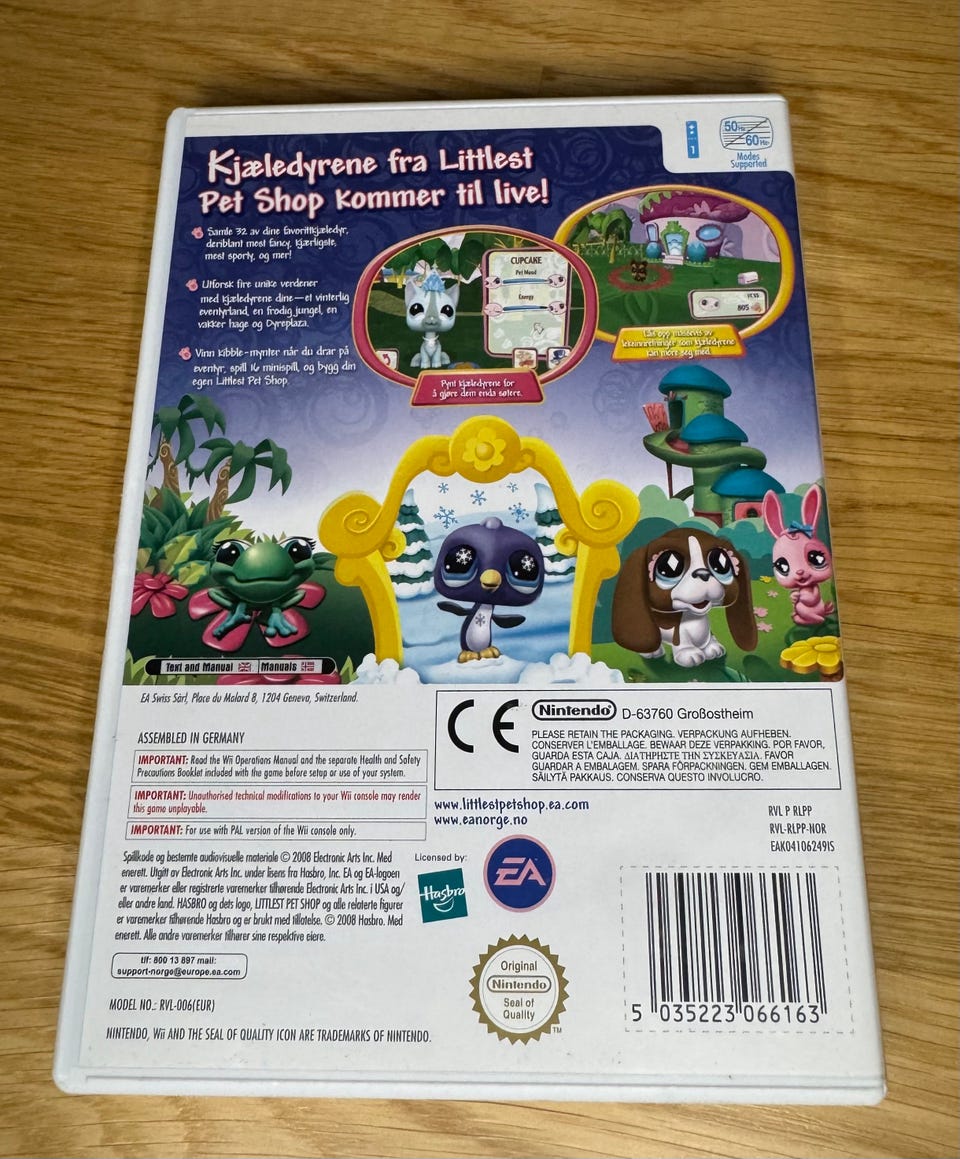 Kjæledyrene fra Littlest
Pet Shop kommer til live!
Samle 32 av dine favorittkjæledyr,
deriblant mest fancy, kjærligste,
mest sporty, og mer!
Utforsk fire unike verdener
med kjæledyrene dine—et vinterlig
eventyrland, en frodig jungel, en
vakker hage og Dyreplaza.
Vinn kibble-mynter når du drar på
eventyr, spill 16 minispill, og bygg din
egen Littlest Pet Shop.
1
50Hz
60Hz
Modes
Supported
CUPCAKE
Pet Mood
Energy
805
Pynt kjæledyrene for
å gjøre dem enda søtere.
leksinnretninger som kjæledyrene
kan more seg med.
Text and Manual
Manuals
EA Swiss Sàrl, Place du Molard 8, 1204 Geneva, Switzerland.
ASSEMBLED IN GERMANY
IMPORTANT: Read the Wii Operations Manual and the separate Health and Safety
Precautions Booklet included with the game before setup or use of your system.
IMPORTANT: Unauthorised technical modifications to your Wii console may render
this game unplayable.
IMPORTANT: For use with PAL version of the Wii console only.
CE
Nintendo D-63760 Großostheim
PLEASE RETAIN THE PACKAGING. VERPACKUNG AUFHEBEN.
CONSERVER L'EMBALLAGE. BEWAAR DEZE VERPAKKING. POR FAVOR,
GUARDA ESTA CAJA. ΔΙΑΤΗΡΗΣΤΕ ΤΗΝ ΣΥΣΚΕΥΑΣΙΑ. FAVOR
GUARDAR A EMBALAGEM. SPARA FÖRPACKNINGEN. GEM EMBALLAGEN.
SÄILYTÄ PAKKAUS. CONSERVA QUESTO INVOLUCRO.
www.littlestpetshop.ea.com
www.eanorge.no
RVL P RLPP
RVL-RLPP-NOR
EAK04106249IS
Spillkode og bestemte audiovisuelle materiale © 2008 Electronic Arts Inc. Med
enerett. Utgitt av Electronic Arts Inc. under lisens fra Hasbro, Inc. EA og EA-logoen
er varemerker eller registrerte varemerker tilhørende Electronic Arts Inc. i USA og/
eller andre land. HASBRO og dets logo, LITTLEST PET SHOP og alle relaterte figurer
er varemerker tilhørende Hasbro og er brukt med tillatelse. © 2008 Hasbro. Med
enerett. Alle andre varemerker tilhører sine respektive eiere.
Licensed by:
Hasbro
EA
tlf: 800 13 897 mail:
support-norge@europe.ea.com
MODEL NO.: RVL-006(EUR)
NINTENDO, Wii AND THE SEAL OF QUALITY ICON ARE TRADEMARKS OF NINTENDO.
Original
Nintendo
Seal of
Quality
TM
5 035223 066163